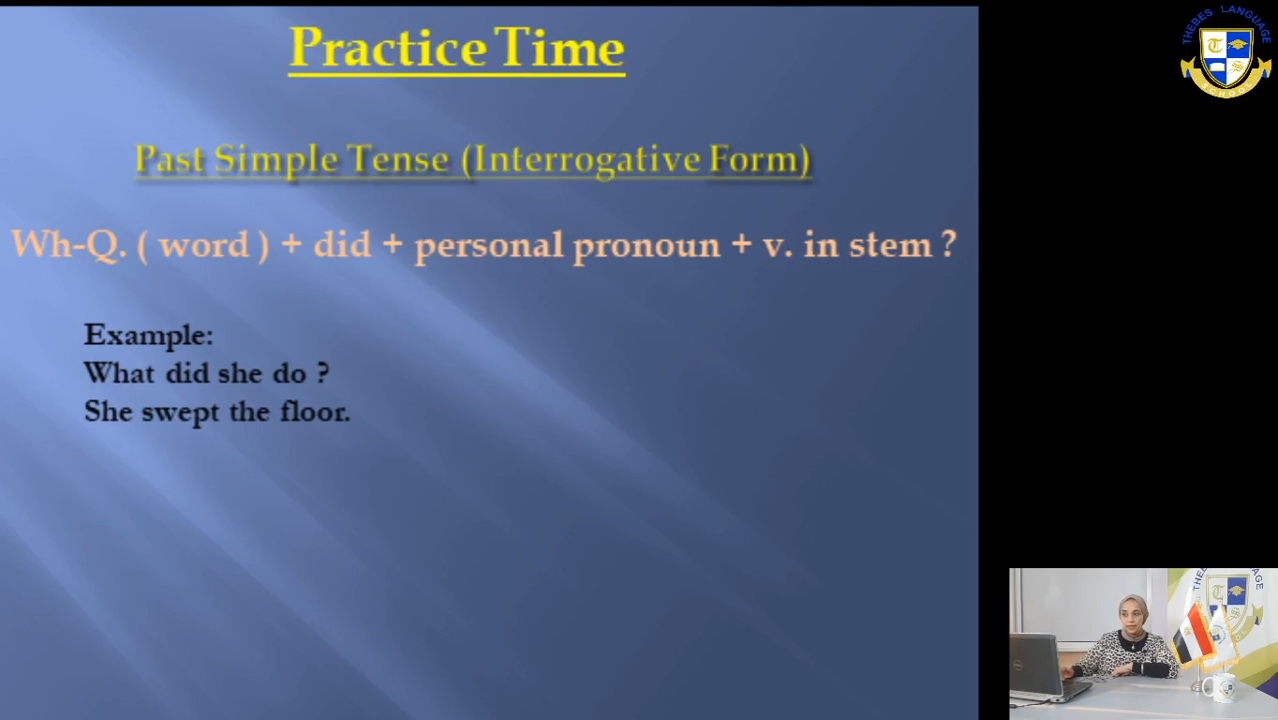 Practice Time
Past Simple Tense (Interrogative Form)
Wh-Q. ( word ) + did + personal pronoun + v. in stem ?
Example:
What did she do ?
She swept the floor.
THEBES LANGUAGE
SCHOOL
T
S